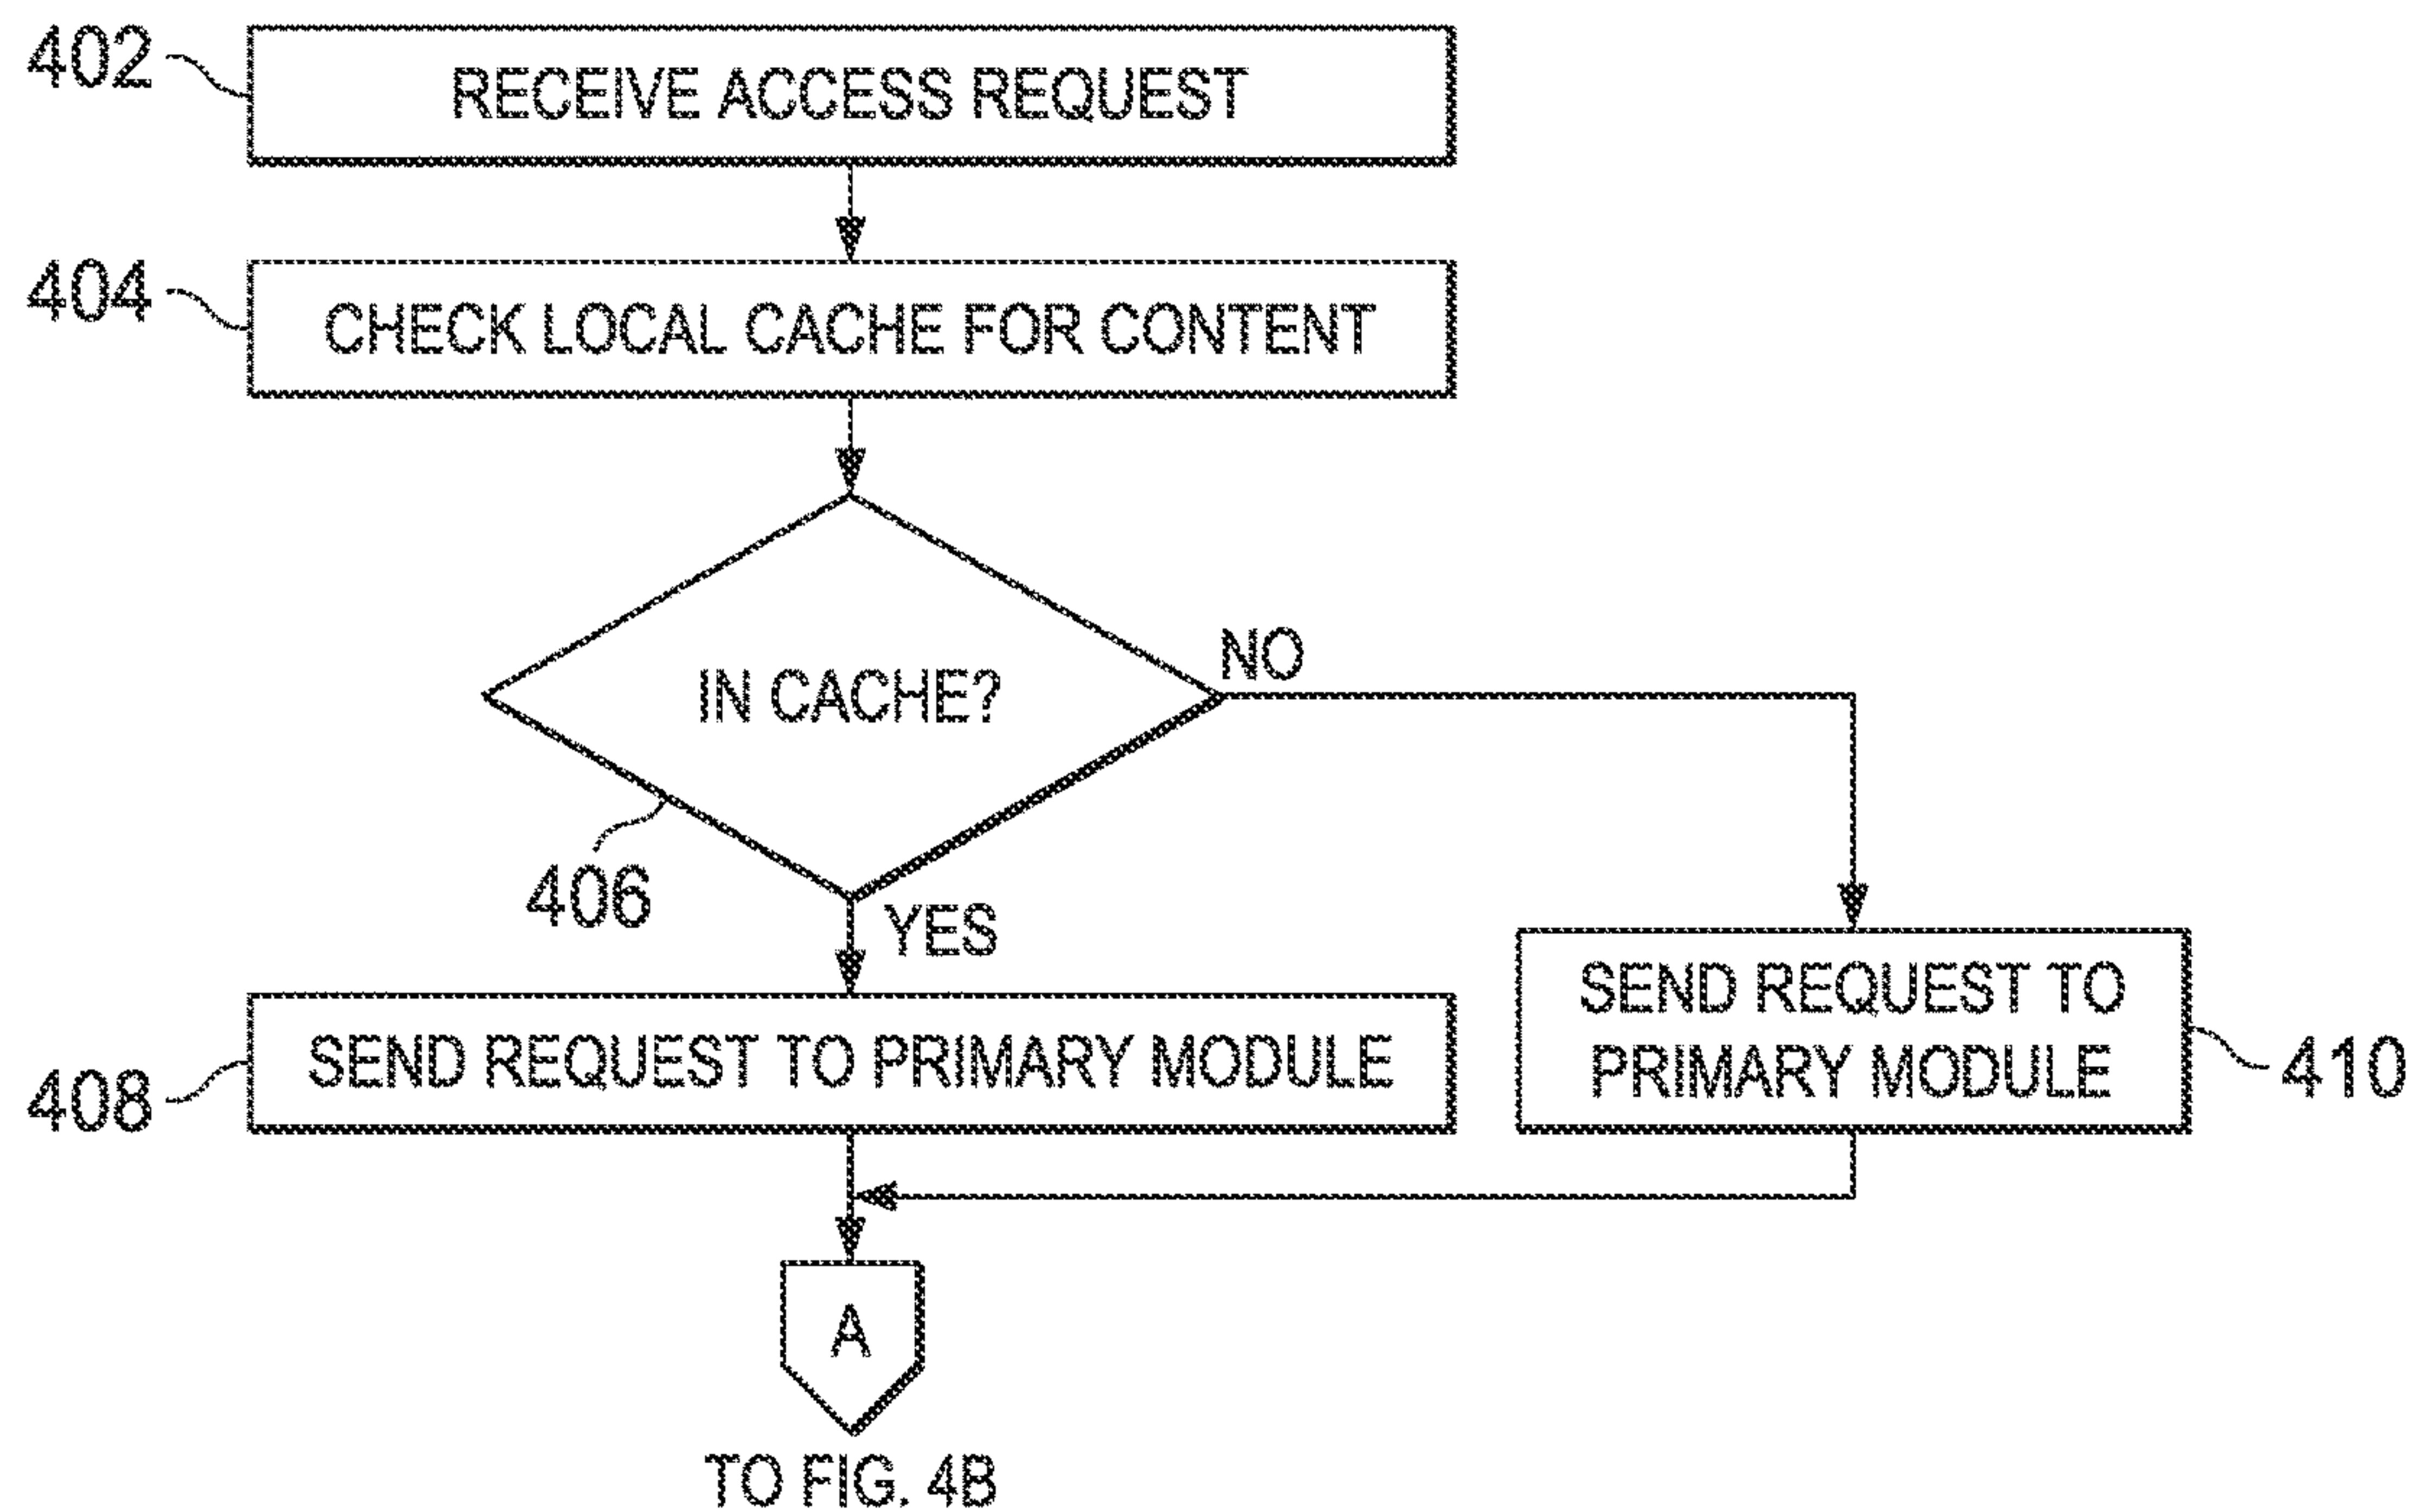 402
RECEIVE ACCESS REQUEST
404
CHECK LOCAL CACHE FOR CONTENT
IN CACHE?
NO
406
YES
408
SEND REQUEST TO PRIMARY MODULE
SEND REQUEST TO
PRIMARY MODULE
410
A
TO FIG. 4B